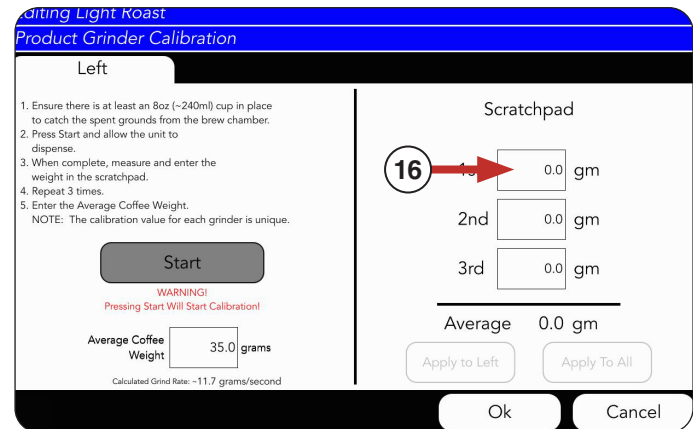 Editing Light Roast
Product Grinder Calibration
Left
1. Ensure there is at least an 8oz (~240ml) cup in place
to catch the spent grounds from the brew chamber.
2. Press Start and allow the unit to
dispense.
3. When complete, measure and enter the
weight in the scratchpad.
4. Repeat 3 times.
5. Enter the Average Coffee Weight.
NOTE: The calibration value for each grinder is unique.
Start
WARNING!
Pressing Start Will Start Calibration!
Average Coffee
Weight
35.0 grams
Calculated Grind Rate: ~11.7 grams/second
Scratchpad
16
0.0 gm
2nd 0.0 gm
3rd 0.0 gm
Average 0.0 gm
Apply to Left Apply To All
Ok Cancel